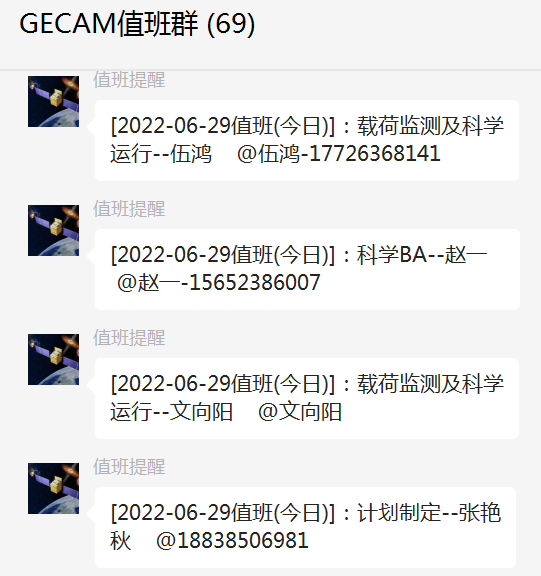 GECAM值班群 (69)
值班提醒
[2022-06-29值班(今日)]：载荷监测及科学
运行--伍鸿 @伍鸿-17726368141
值班提醒
[2022-06-29值班(今日)]：科学BA--赵一
@赵一-15652386007
值班提醒
[2022-06-29值班(今日)]：载荷监测及科学
运行--文向阳 @文向阳
值班提醒
[2022-06-29值班(今日)]：计划制定--张艳
秋 @18838506981